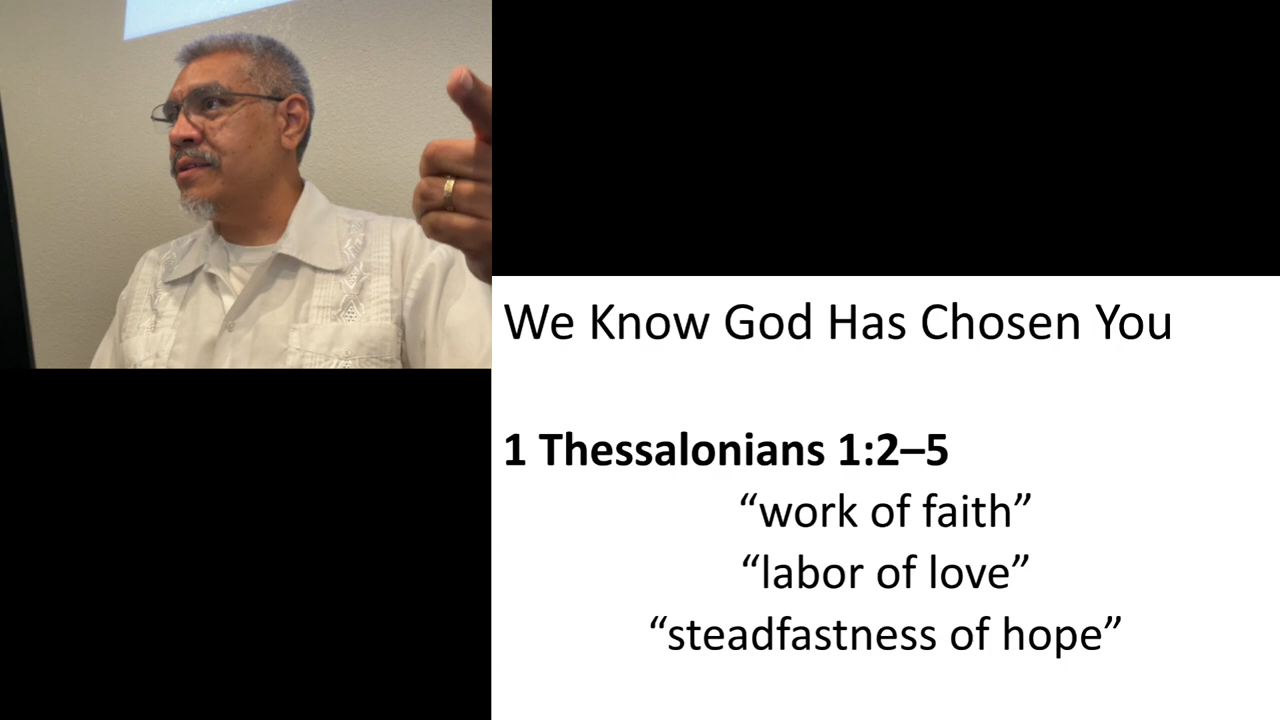 We Know God Has Chosen You
1 Thessalonians 1:2–5
“work of faith”
“labor of love”
“steadfastness of hope”